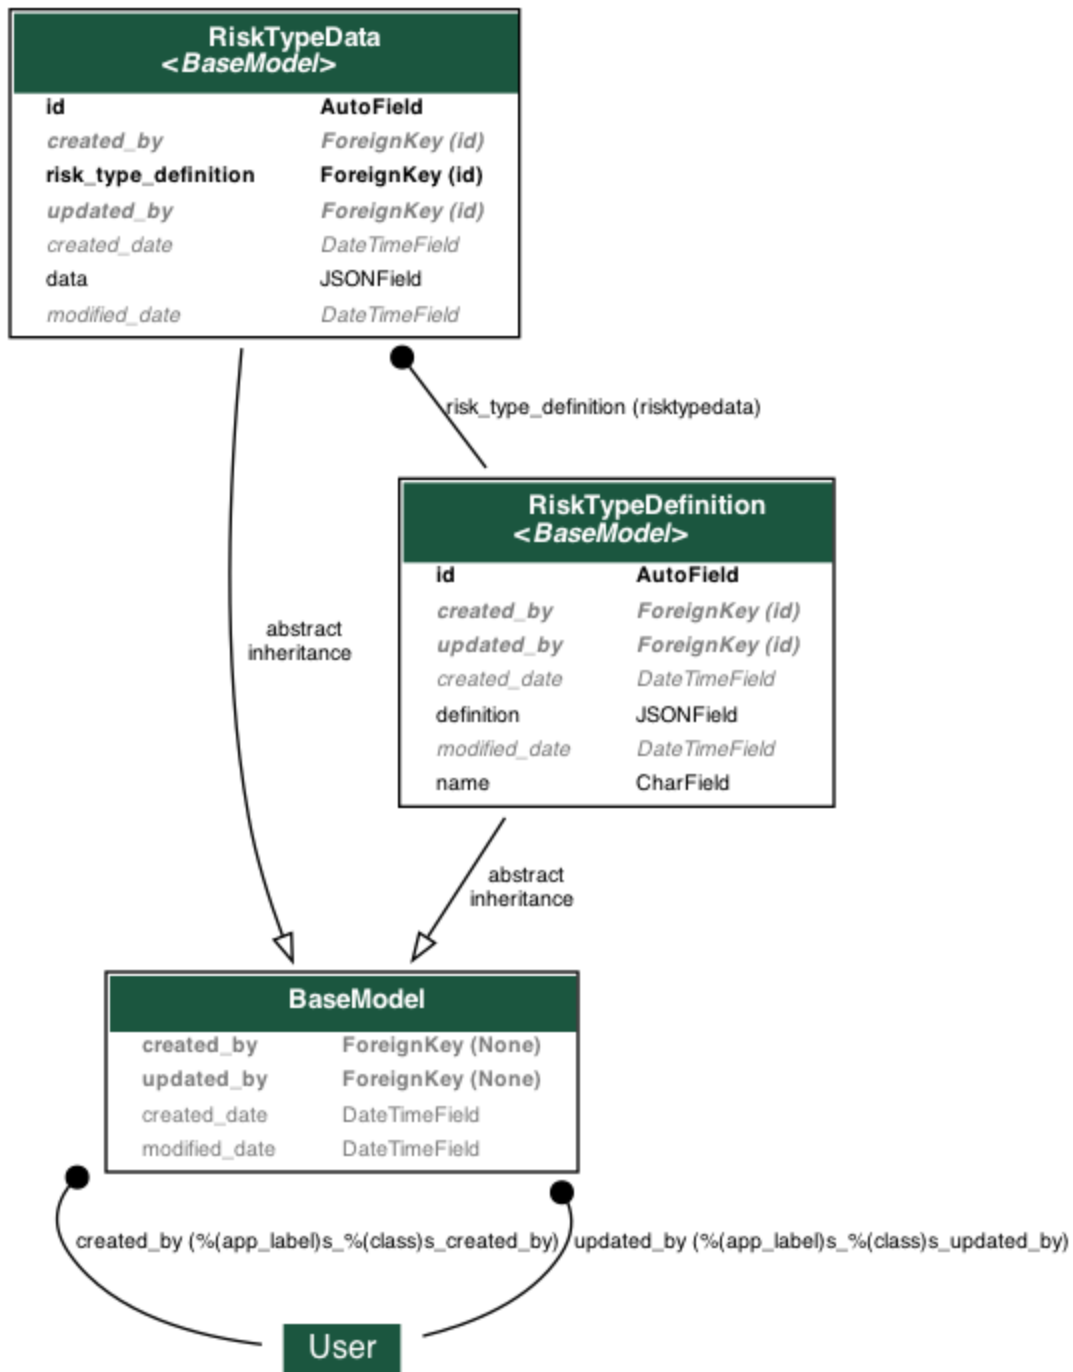 RiskTypeData
<BaseModel>
id AutoField
created_by ForeignKey (id)
risk_type_definition ForeignKey (id)
updated_by ForeignKey (id)
created_date DateTimeField
data JSONField
modified_date DateTimeField
risk_type_definition (risktypedata)
RiskTypeDefinition
<BaseModel>
id AutoField
created_by ForeignKey (id)
updated_by ForeignKey (id)
created_date DateTimeField
definition JSONField
modified_date DateTimeField
name CharField
abstract
inheritance
abstract
inheritance
BaseModel
created_by ForeignKey (None)
updated_by ForeignKey (None)
created_date DateTimeField
modified_date DateTimeField
created_by (%(app_label)s_%(class)s_created_by)
updated_by (%(app_label)s_%(class)s_updated_by)
User